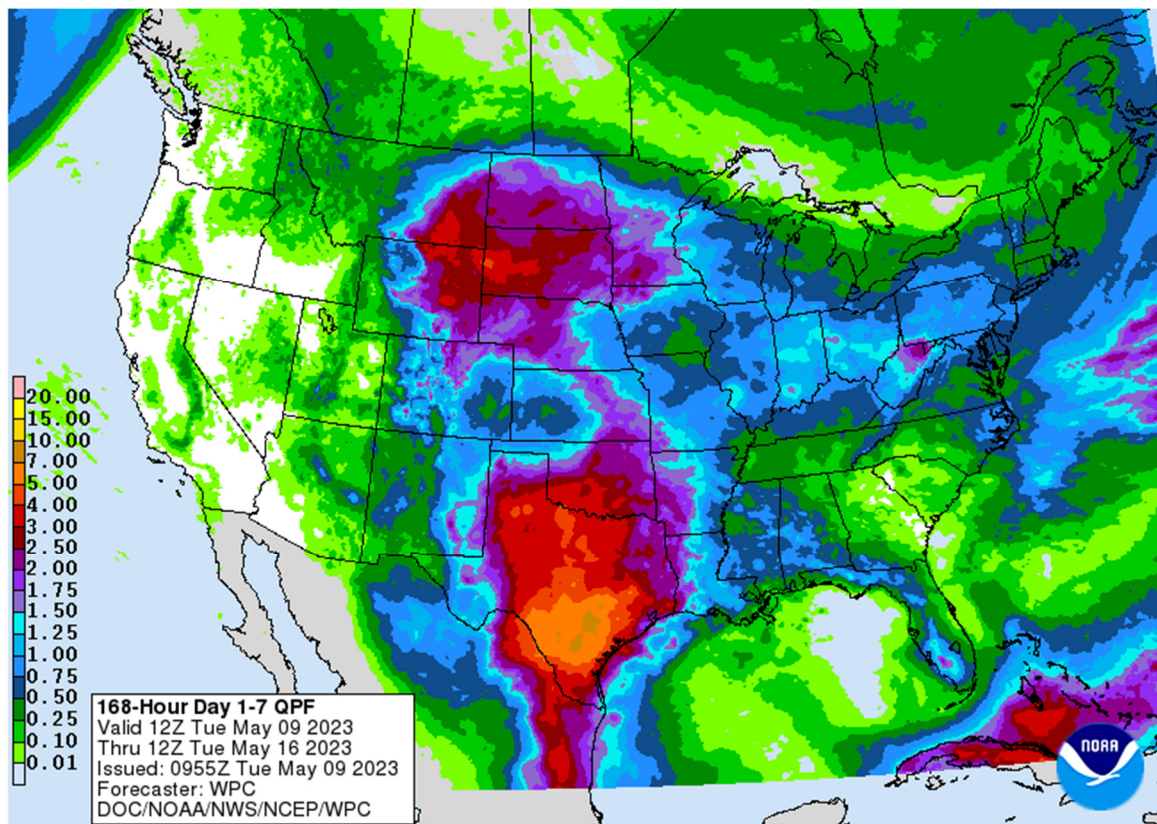 20.00
15.00
10.00
7.00
5.00
4.00
3.00
2.50
2.00
1.75
1.50
1.25
1.00
0.75
0.50
0.25
0.10
0.01
168-Hour Day 1-7 QPF
Valid 12Z Tue May 09 2023
Thru 12Z Tue May 16 2023
Issued: 0955Z Tue May 09 2023
Forecaster: WPC
DOC/NOAA/NWS/NCEP/WPC
NOAA